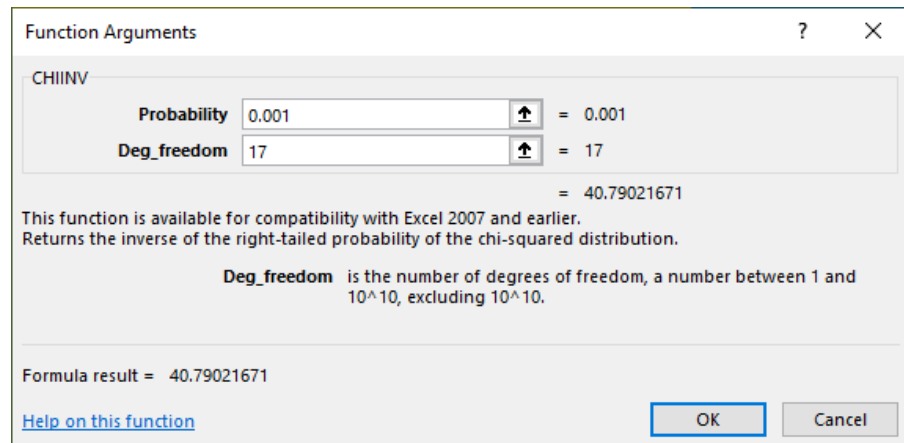 Function Arguments ? ×
CHIINV
Probability 0.001 = 0.001
Deg_freedom 17 = 17
= 40.79021671
This function is available for compatibility with Excel 2007 and earlier.
Returns the inverse of the right-tailed probability of the chi-squared distribution.
Deg_freedom is the number of degrees of freedom, a number between 1 and
10^10, excluding 10^10.
Formula result = 40.79021671
Help on this function OK Cancel